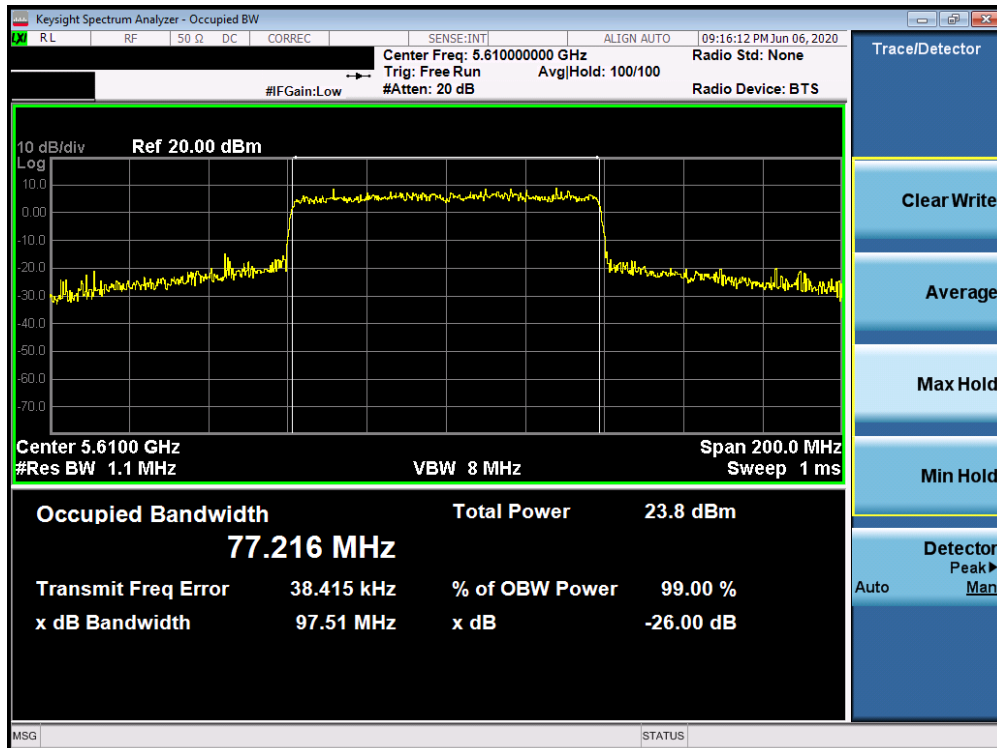 Keysight Spectrum Analyzer - Occupied BW
LXI RL RF 50 Ω DC CORREC SENSE:INT ALIGN AUTO 09:16:12 PM Jun 06, 2020
Center Freq: 5.610000000 GHz Radio Std: None
Trig: Free Run Avg|Hold: 100/100
#IFGain:Low #Atten: 20 dB Radio Device: BTS
10 dB/div Ref 20.00 dBm
Log
10.0
0.00
-10.0
-20.0
-30.0
-40.0
-50.0
-60.0
-70.0
Center 5.6100 GHz Span 200.0 MHz
#Res BW 1.1 MHz VBW 8 MHz Sweep 1 ms
Occupied Bandwidth Total Power 23.8 dBm
77.216 MHz
Transmit Freq Error 38.415 kHz % of OBW Power 99.00 %
x dB Bandwidth 97.51 MHz x dB -26.00 dB
Trace/Detector
Clear Write
Average
Max Hold
Min Hold
Detector
Peak▶
Auto Man
MSG STATUS